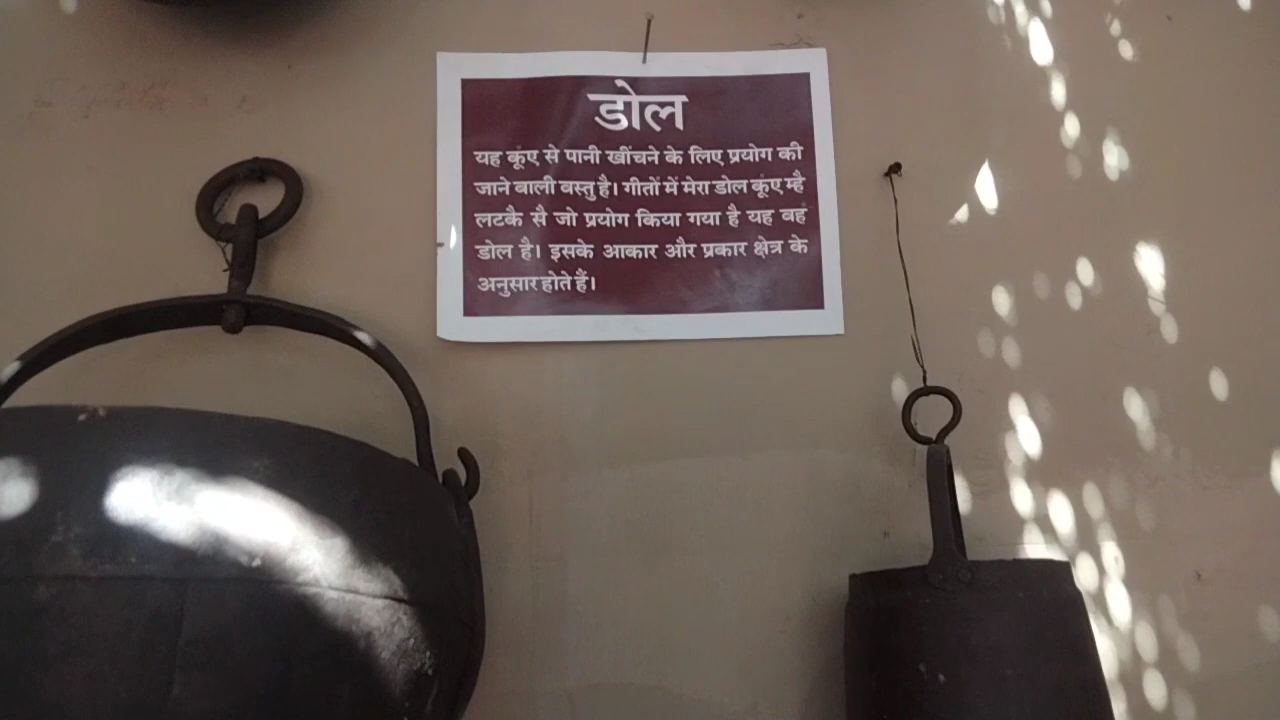 डोल
यह कूंए से पानी खींचने के लिए प्रयोग की
जाने वाली वस्तु है। गीतों में मेरा डोल कूंए म्है
लटकै सै जो प्रयोग किया गया है यह वह
डोल है। इसके आकार और प्रकार क्षेत्र के
अनुसार होते हैं।